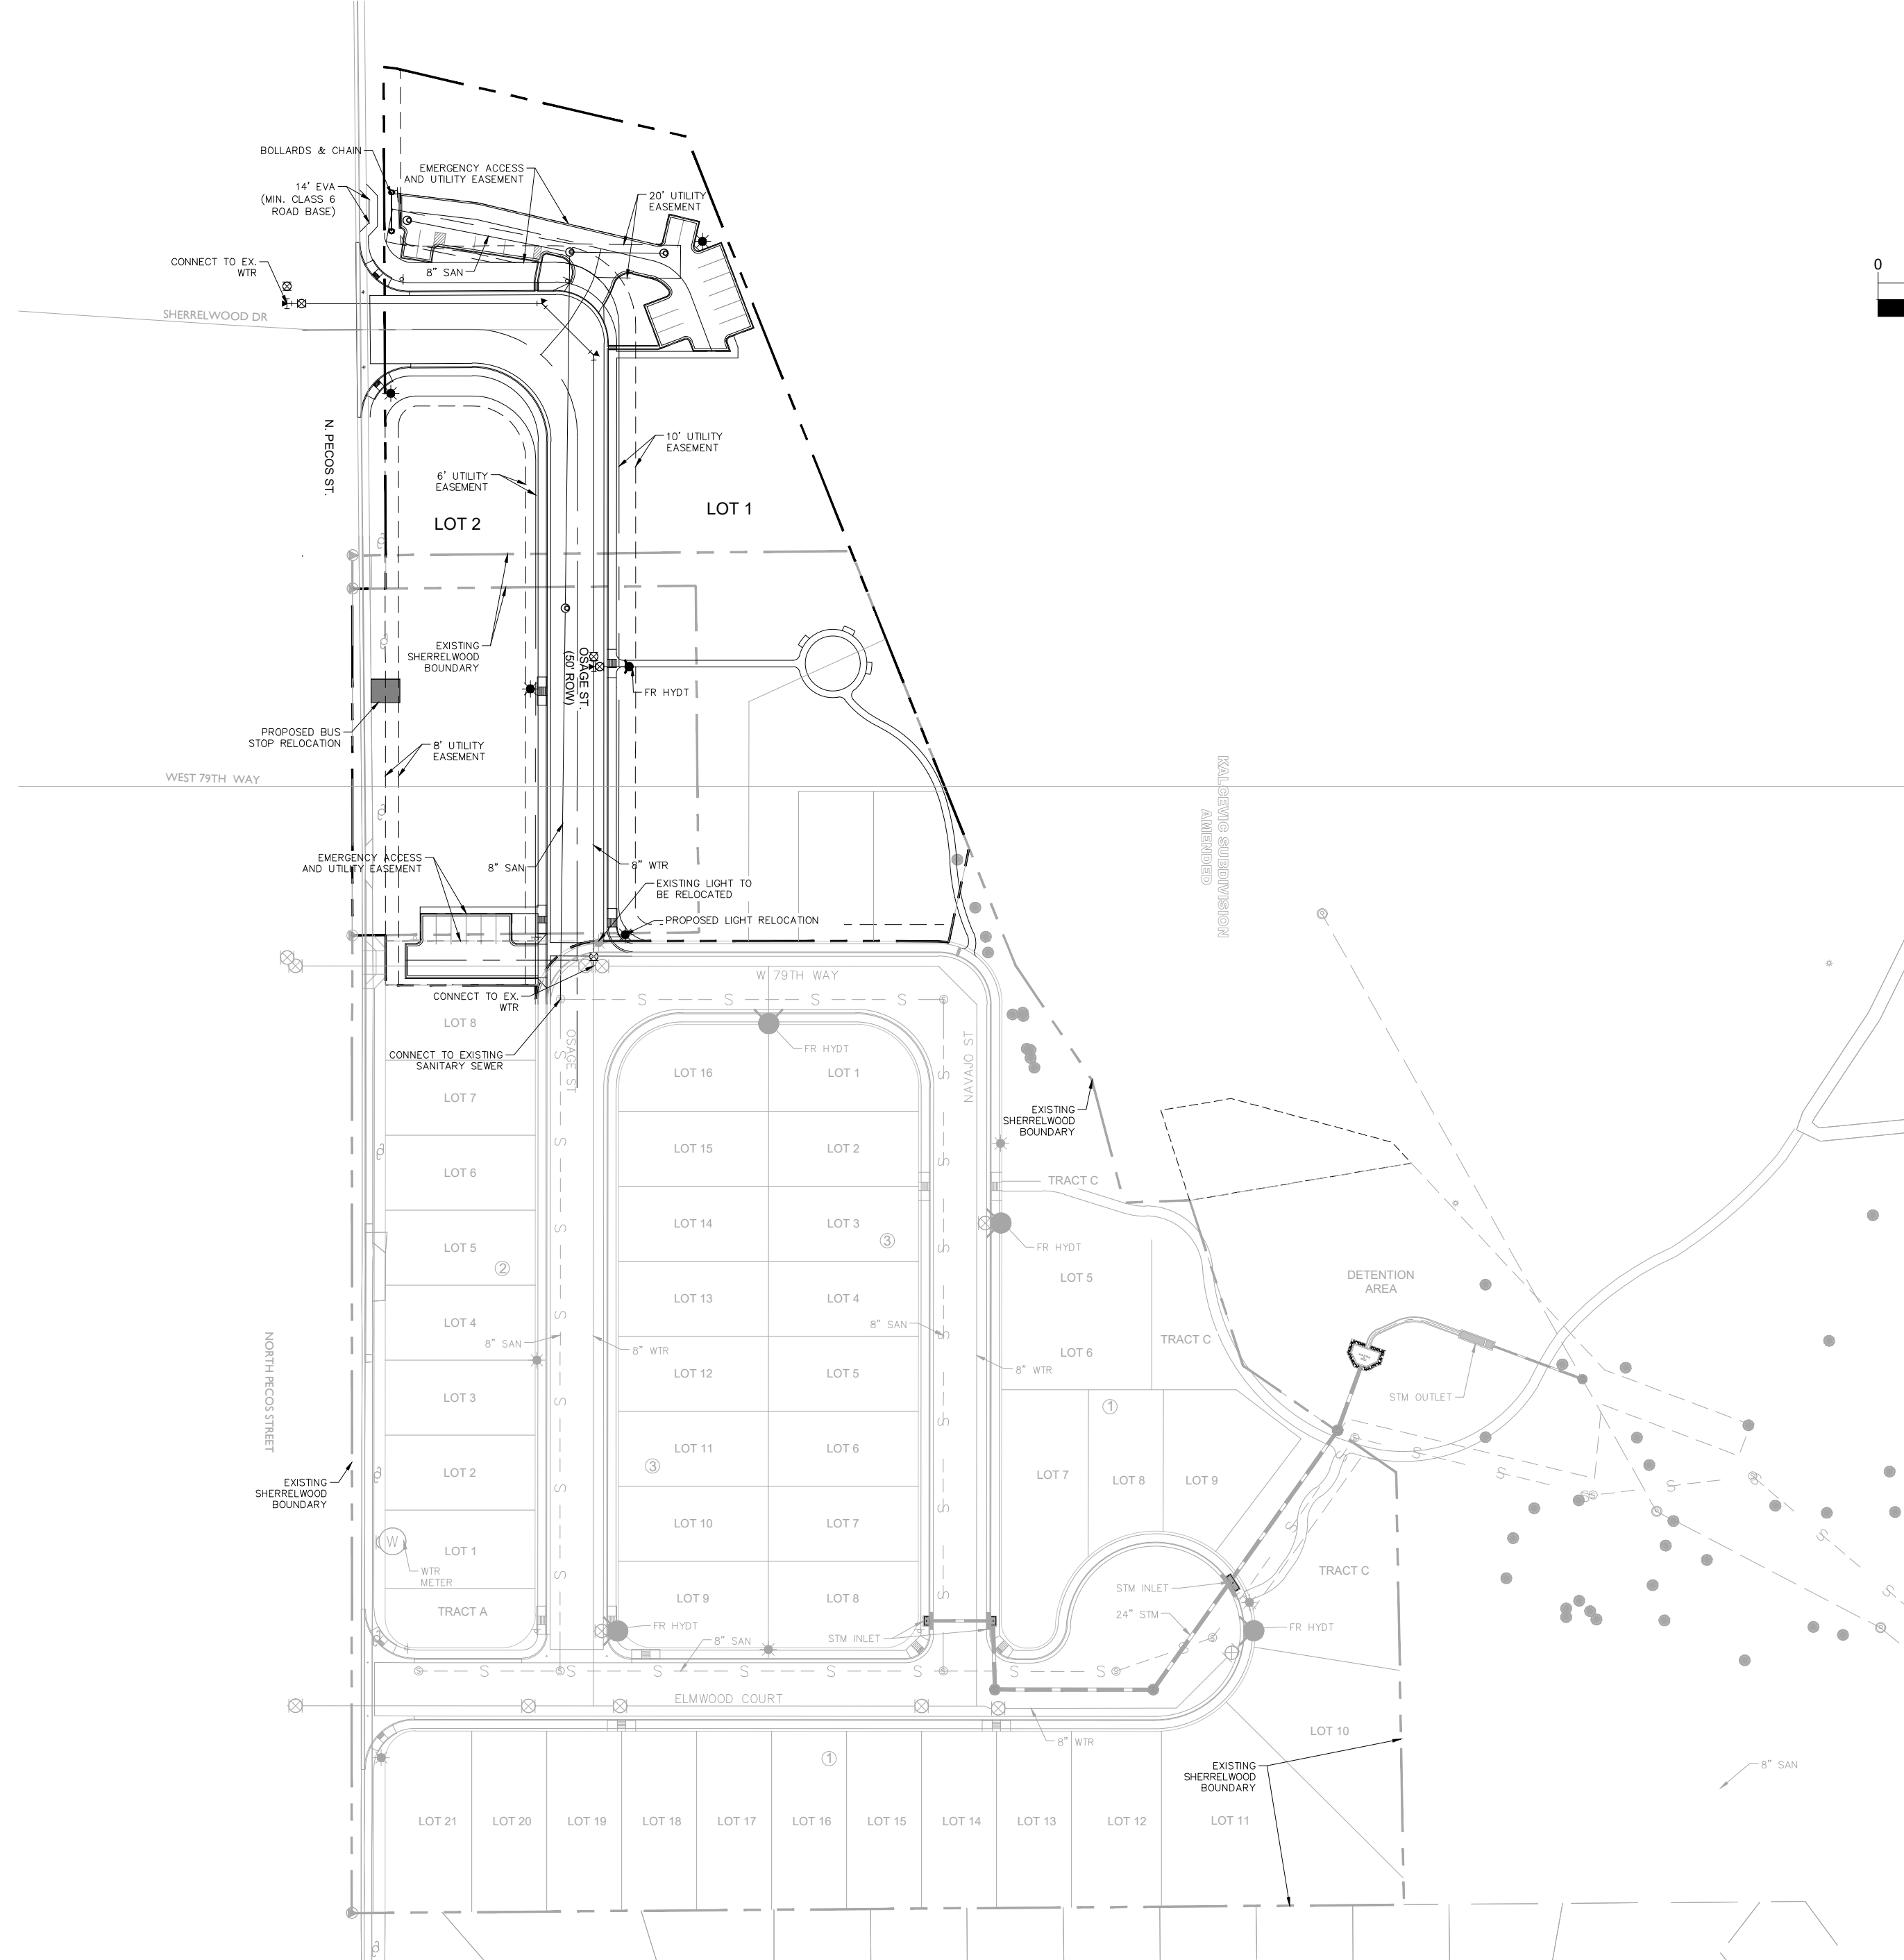 BOLLARDS & CHAIN
EMERGENCY ACCESS
AND UTILITY EASEMENT
14' EVA
(MIN. CLASS 6
ROAD BASE)
20' UTILITY
EASEMENT
CONNECT TO EX.
WTR
8" SAN
0
SHERRELWOOD DR
N. PECOS ST.
10' UTILITY
EASEMENT
6' UTILITY
EASEMENT
LOT 2
LOT 1
EXISTING
SHERRELWOOD
BOUNDARY
OSAGE ST.
(50' ROW)
FR HYDT
PROPOSED BUS
STOP RELOCATION
8' UTILITY
EASEMENT
WEST 79TH WAY
KALCEVIC SUBDIVISION
AMENDED
EMERGENCY ACCESS
AND UTILITY EASEMENT
8" SAN
8" WTR
EXISTING LIGHT TO
BE RELOCATED
PROPOSED LIGHT RELOCATION
W 79TH WAY
CONNECT TO EX.
WTR
S
S
S
S
LOT 8
OSAGE ST
NAVAJO ST
FR HYDT
CONNECT TO EXISTING
SANITARY SEWER
S
S
LOT 16
LOT 1
LOT 7
EXISTING
SHERRELWOOD
BOUNDARY
S
S
LOT 15
LOT 2
LOT 6
TRACT C
LOT 14
LOT 3
S
3
S
FR HYDT
LOT 5
2
LOT 5
DETENTION
AREA
LOT 13
LOT 4
LOT 4
8" SAN
S
8" SAN
S
TRACT C
NORTH PECOS STREET
8" WTR
LOT 6
8" WTR
LOT 12
LOT 5
LOT 3
S
STM OUTLET
1
S
LOT 11
LOT 6
S
3
LOT 2
LOT 7
LOT 8
LOT 9
S
S
S
S
S
EXISTING
SHERRELWOOD
BOUNDARY
S
S
LOT 10
LOT 7
S
S
W
LOT 1
WTR
METER
S
S
TRACT C
S
STM INLET
LOT 9
LOT 8
TRACT A
24" STM
FR HYDT
8" SAN
STM INLET
FR HYDT
S
S
S
S
S
S
S
S
S
ELMWOOD COURT
LOT 10
8" WTR
1
EXISTING
SHERRELWOOD
BOUNDARY
8" SAN
LOT 21
LOT 20
LOT 19
LOT 18
LOT 17
LOT 16
LOT 15
LOT 14
LOT 13
LOT 12
LOT 11